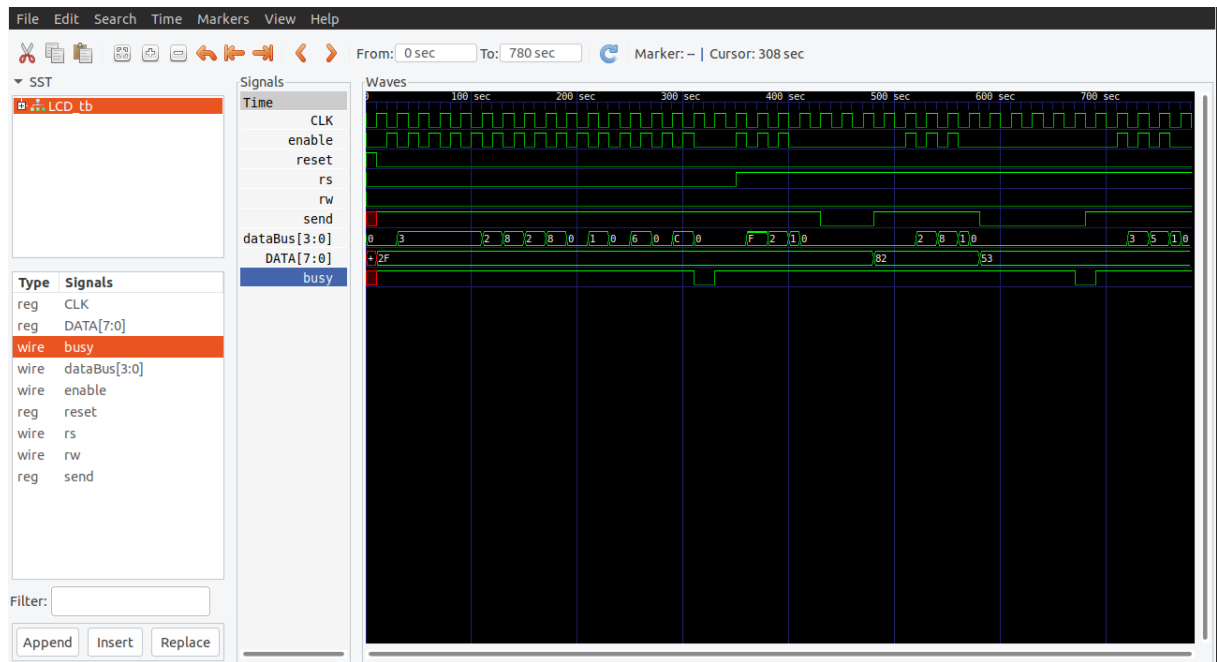 File Edit Search Time Markers View Help
From: 0 sec To: 780 sec Marker: -- | Cursor: 308 sec
SST
LCD_tb
Type Signals
reg CLK
reg DATA[7:0]
wire busy
wire dataBus[3:0]
wire enable
reg reset
wire rs
wire rw
reg send
Filter:
Append Insert Replace
Signals
Time
CLK
enable
reset
rs
rw
send
dataBus[3:0]
DATA[7:0]
busy
Waves
0 100 sec 200 sec 300 sec 400 sec 500 sec 600 sec 700 sec
0 3 2 8 2 8 0 1 0 6 0 C 0 F 2 1 0 2 8 1 0 3 5 1 0
+ 2F 82 53